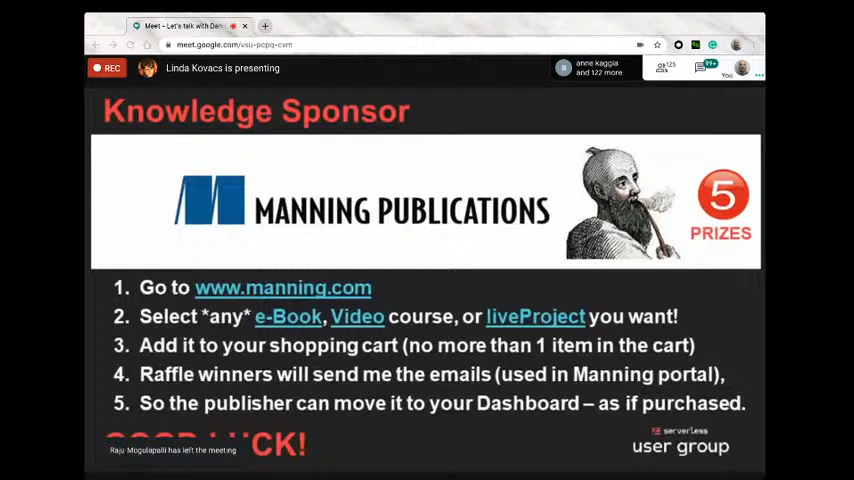 Meet - Let's talk with Dan
meet.google.com/vsu-pcpq-cvm
REC
Linda Kovacs is presenting
anne kaggia
and 122 more
125
99+
You
Knowledge Sponsor
MANNING PUBLICATIONS
5
PRIZES
1. Go to www.manning.com
2. Select *any* e-Book, Video course, or liveProject you want!
3. Add it to your shopping cart (no more than 1 item in the cart)
4. Raffle winners will send me the emails (used in Manning portal),
5. So the publisher can move it to your Dashboard – as if purchased.
GOOD LUCK!
Raju Mogulapalli has left the meeting
serverless
user group